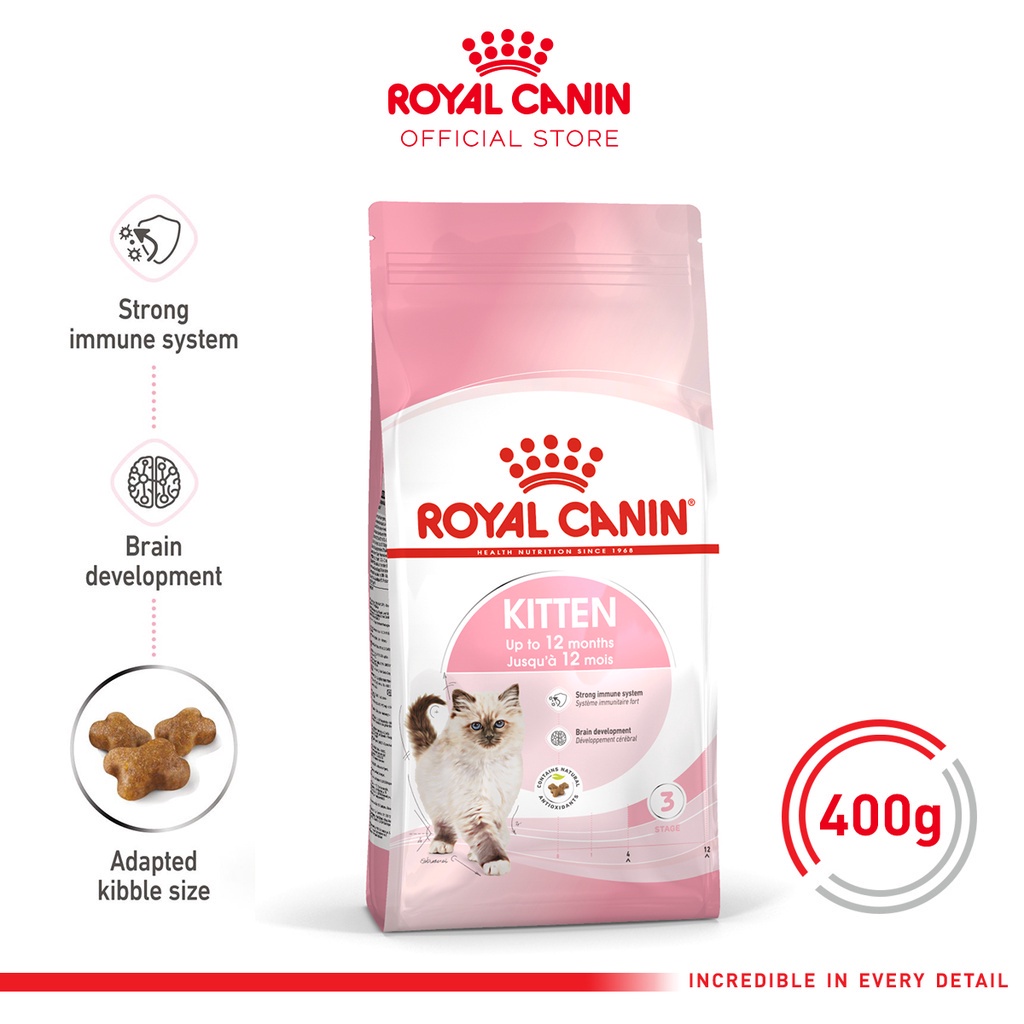 ROYAL CANIN
OFFICIAL STORE
Strong
immune system
Brain
development
Adapted
kibble size
ROYAL CANIN®
HEALTH NUTRITION SINCE 1968
KITTEN
Up to 12 months
Jusqu'à 12 mois
Strong immune system
Système immunitaire fort
Brain development
Développement cérébral
CONTAINS NATURAL
ANTIOXIDANTS
3
STAGE
4
12
400g
INCREDIBLE IN EVERY DETAIL